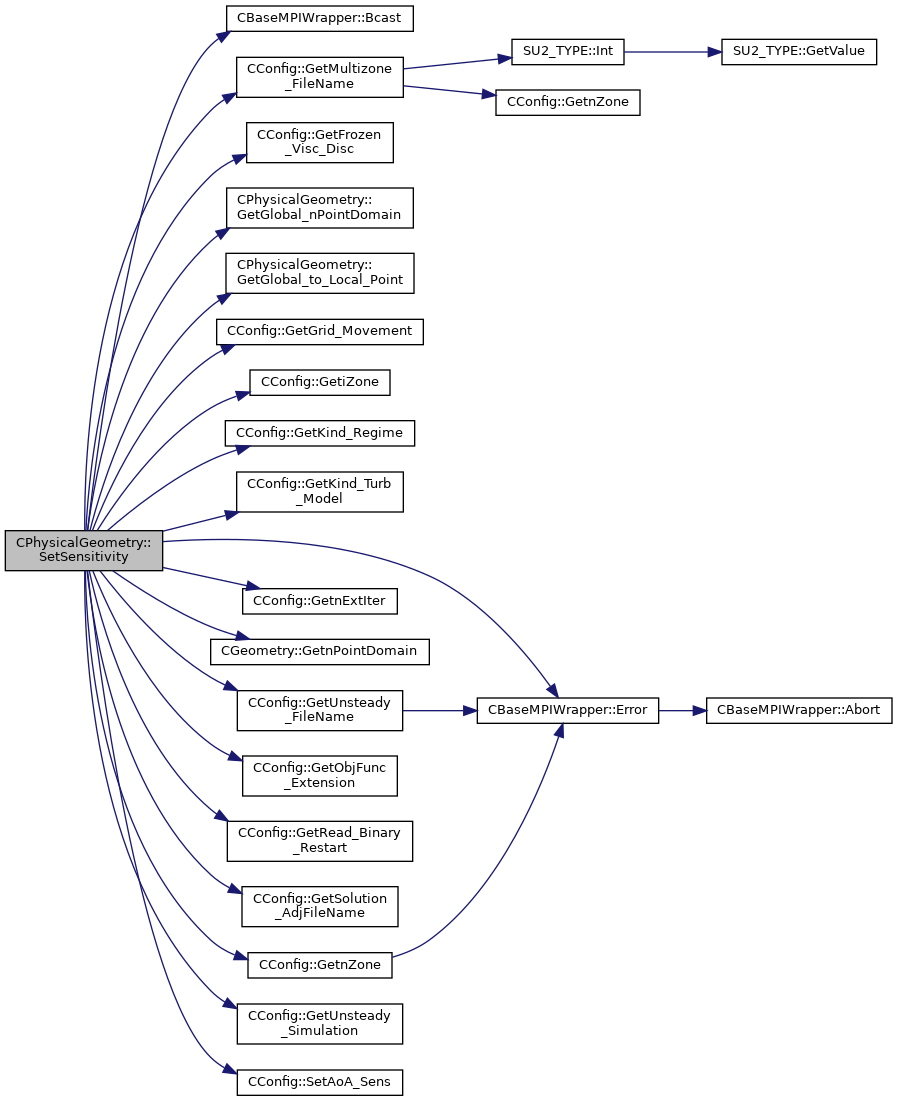 CBaseMPIWrapper::Bcast
CConfig::GetMultizone
_FileName
SU2_TYPE::Int
SU2_TYPE::GetValue
CConfig::GetnZone
CConfig::GetFrozen
_Visc_Disc
CPhysicalGeometry::
GetGlobal_nPointDomain
CPhysicalGeometry::
GetGlobal_to_Local_Point
CConfig::GetGrid_Movement
CConfig::GetiZone
CConfig::GetKind_Regime
CConfig::GetKind_Turb
_Model
CPhysicalGeometry::
SetSensitivity
CConfig::GetnExtIter
CGeometry::GetnPointDomain
CConfig::GetUnsteady
_FileName
CBaseMPIWrapper::Error
CBaseMPIWrapper::Abort
CConfig::GetObjFunc
_Extension
CConfig::GetRead_Binary
_Restart
CConfig::GetSolution
_AdjFileName
CConfig::GetnZone
CConfig::GetUnsteady
_Simulation
CConfig::SetAoA_Sens